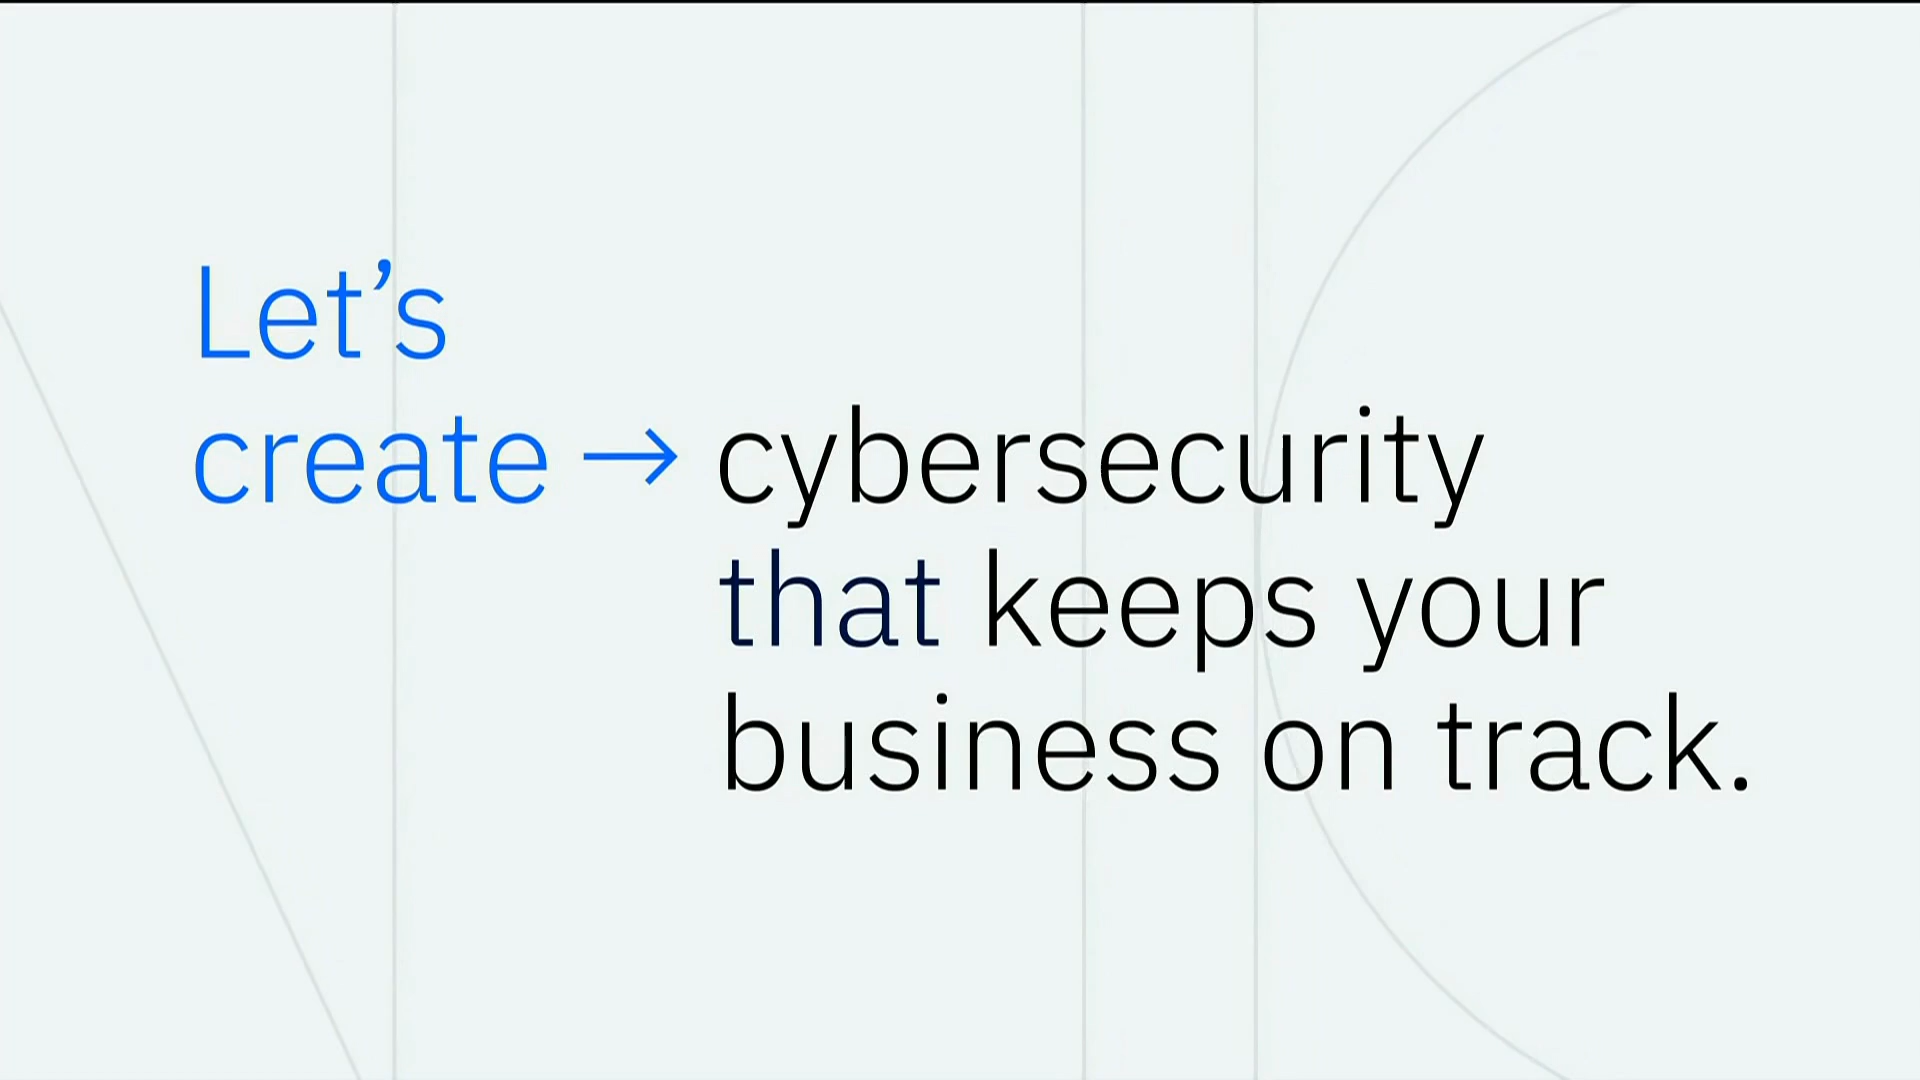 Let’s
create → cybersecurity
that keeps your
business on track.